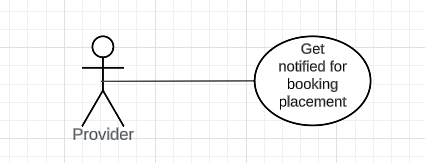 Get
notified for
booking
placement
Provider